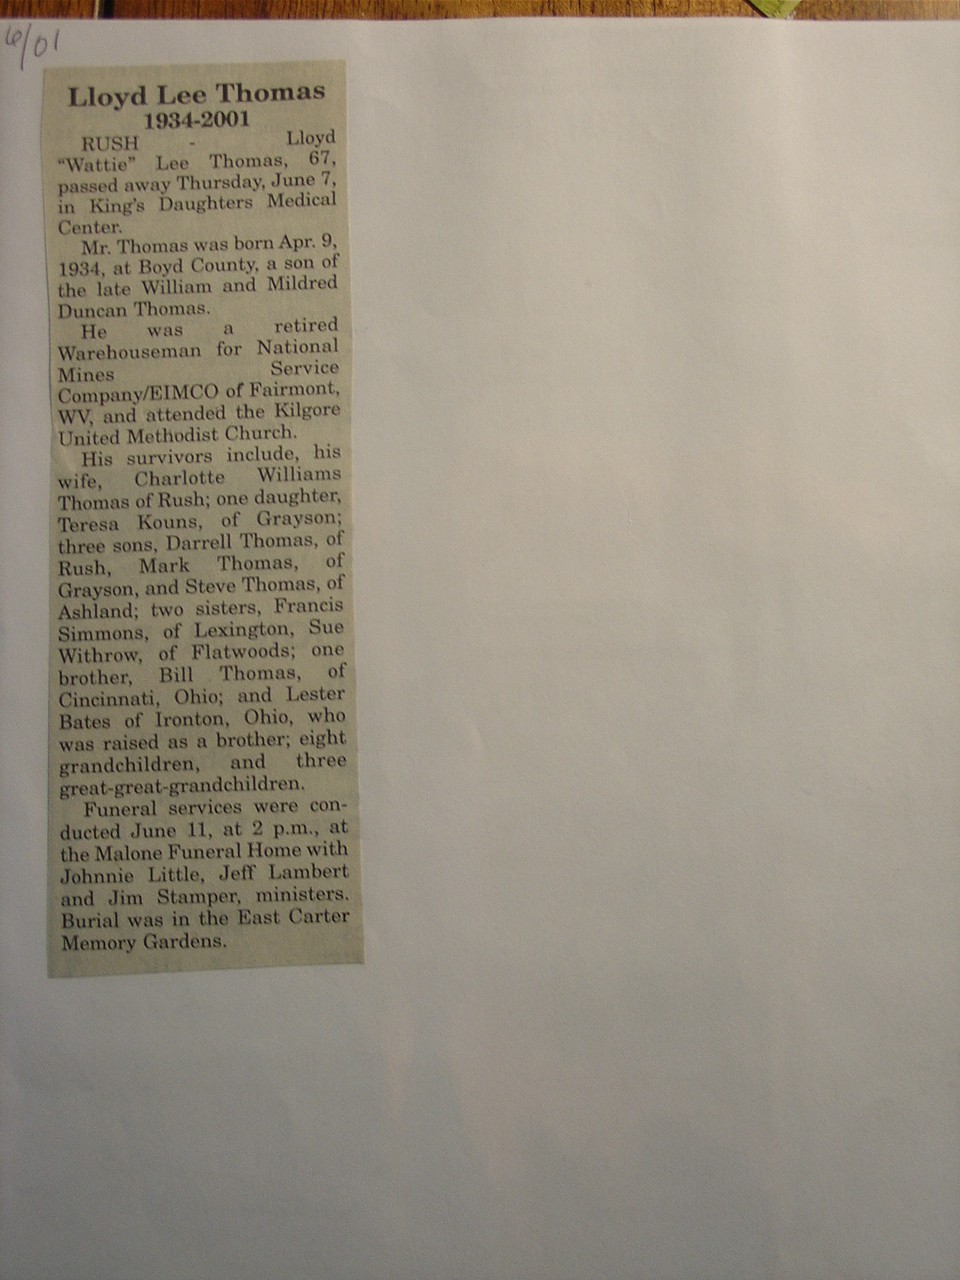 6/01
Lloyd Lee Thomas
1934-2001
RUSH - Lloyd
“Wattie” Lee Thomas, 67,
passed away Thursday, June 7,
in King's Daughters Medical
Center.
Mr. Thomas was born Apr. 9,
1934, at Boyd County, a son of
the late William and Mildred
Duncan Thomas.
He was a retired
Warehouseman for National
Mines Service
Company/EIMCO of Fairmont,
WV, and attended the Kilgore
United Methodist Church.
His survivors include, his
wife, Charlotte Williams
Thomas of Rush; one daughter,
Teresa Kouns, of Grayson;
three sons, Darrell Thomas, of
Rush, Mark Thomas, of
Grayson, and Steve Thomas, of
Ashland; two sisters, Francis
Simmons, of Lexington, Sue
Withrow, of Flatwoods; one
brother, Bill Thomas, of
Cincinnati, Ohio; and Lester
Bates of Ironton, Ohio, who
was raised as a brother; eight
grandchildren, and three
great-great-grandchildren.
Funeral services were con-
ducted June 11, at 2 p.m., at
the Malone Funeral Home with
Johnnie Little, Jeff Lambert
and Jim Stamper, ministers.
Burial was in the East Carter
Memory Gardens.